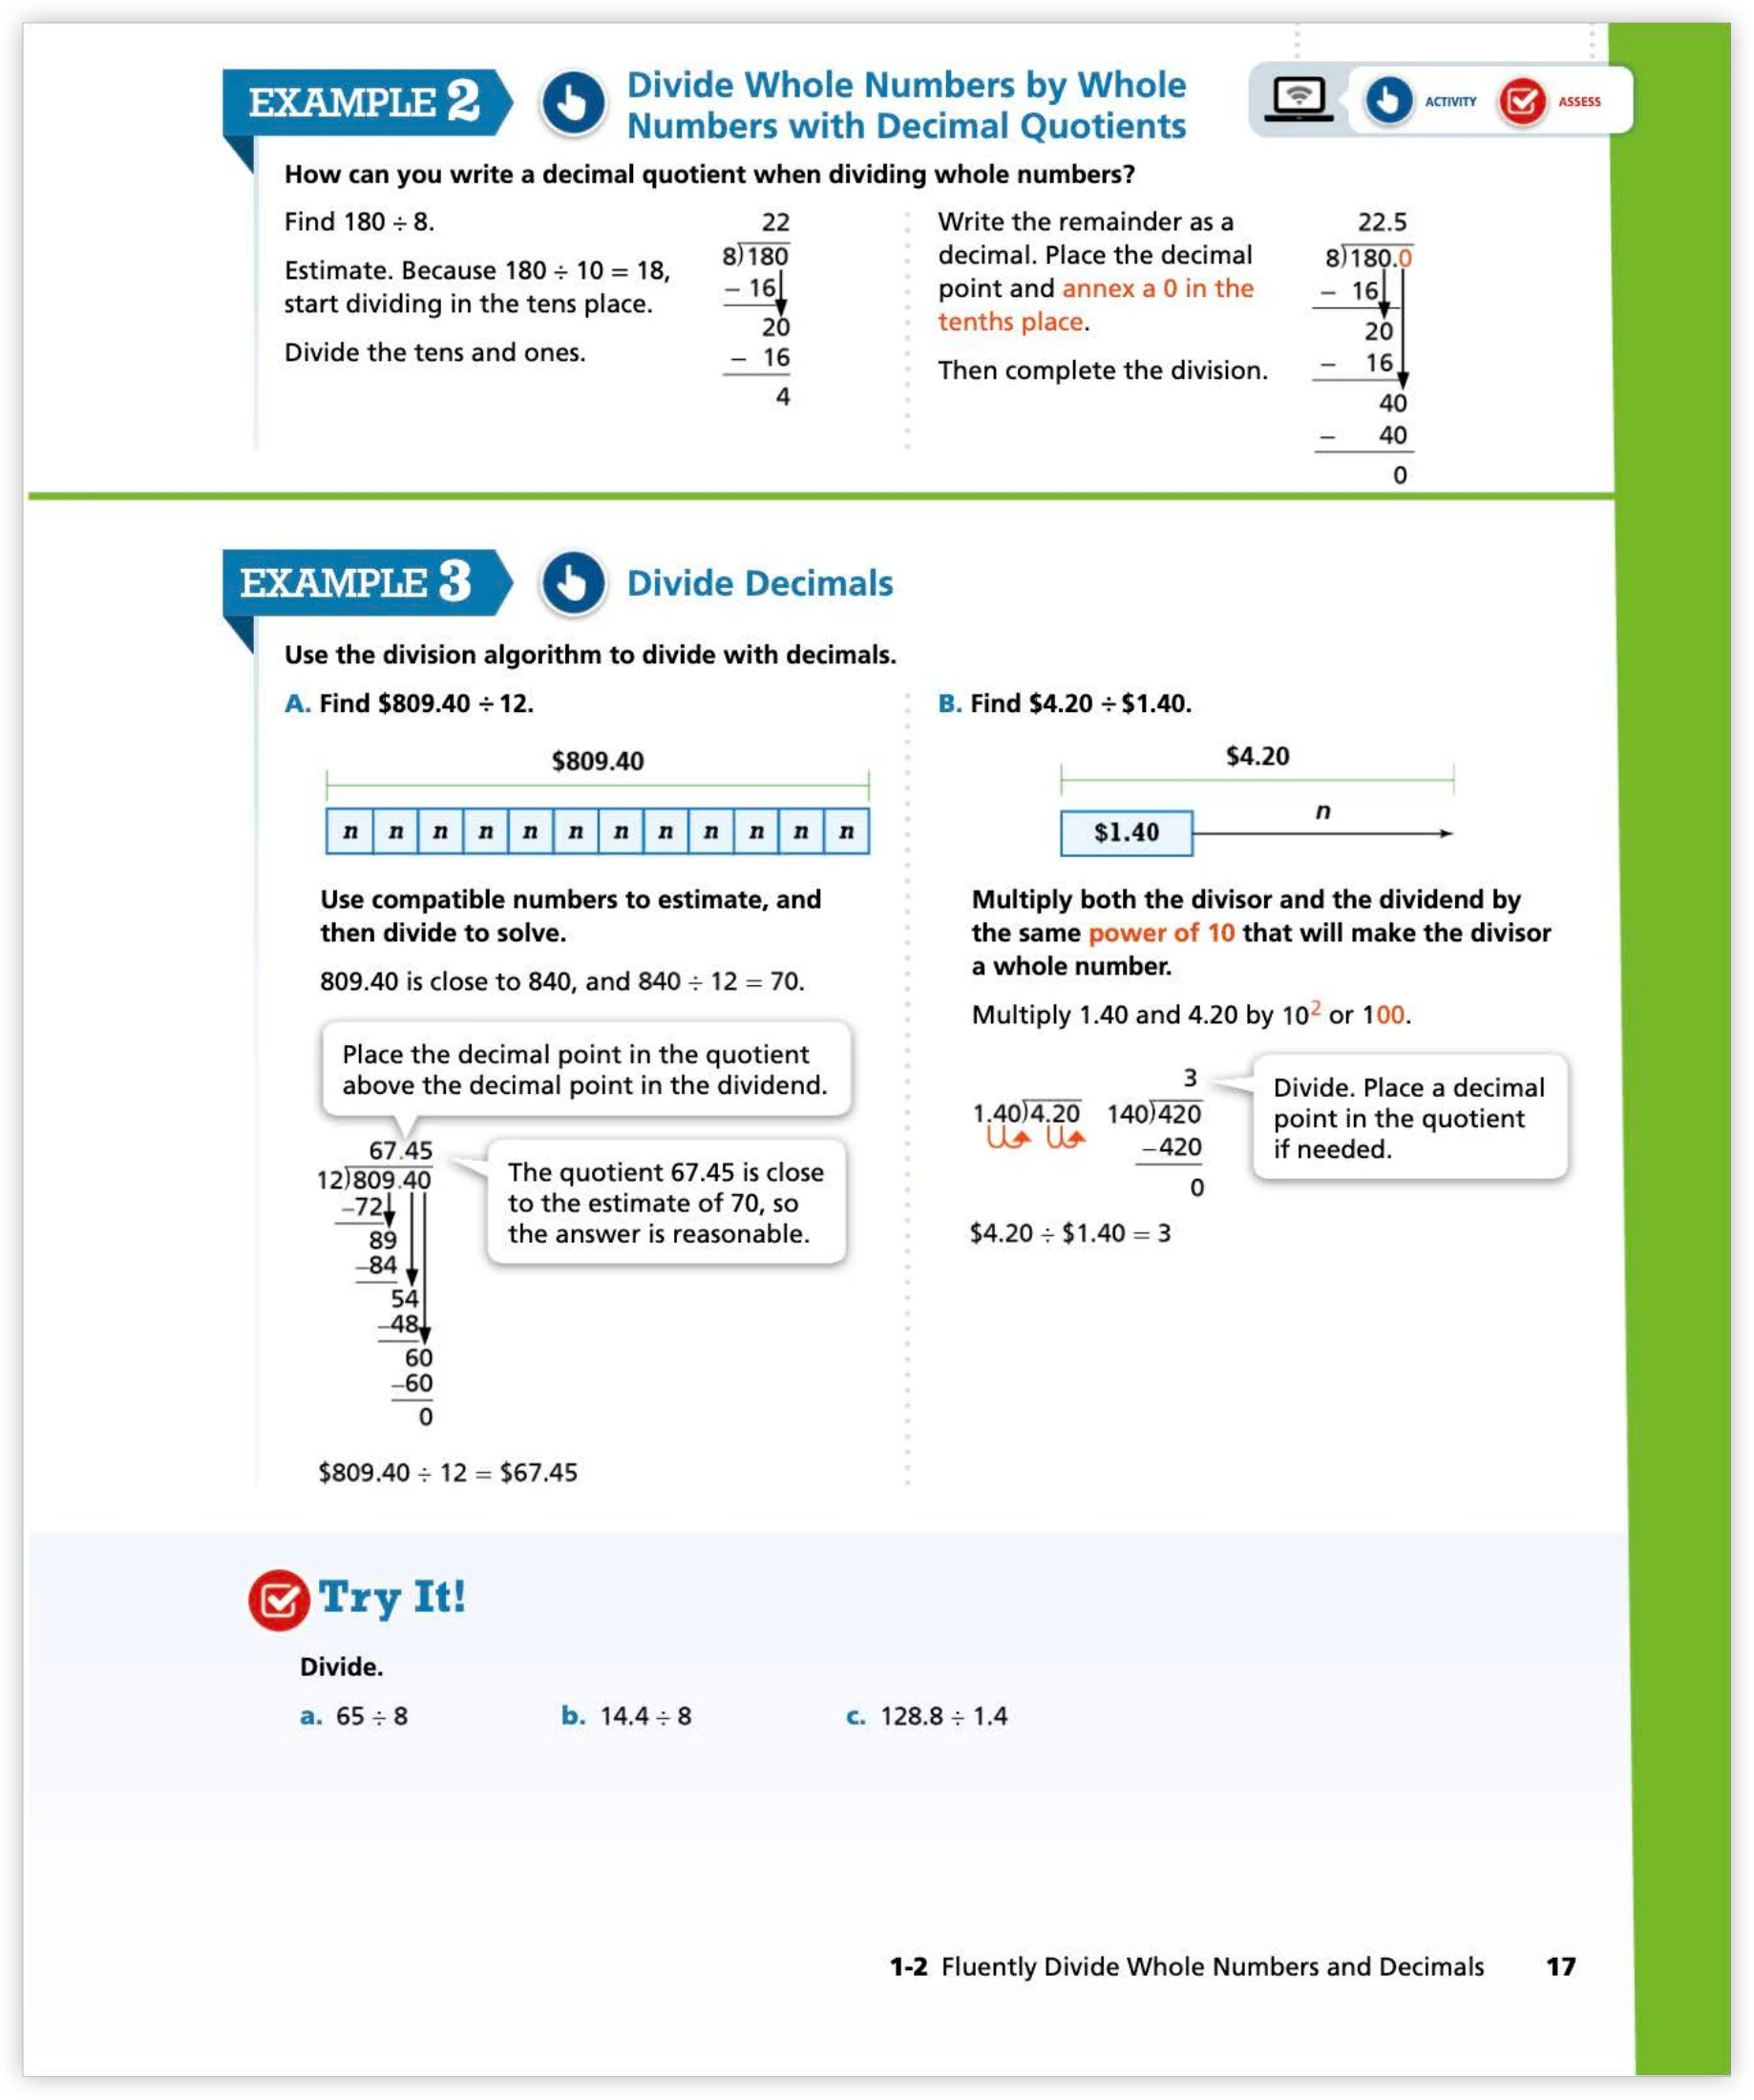 EXAMPLE 2
Divide Whole Numbers by Whole
Numbers with Decimal Quotients
ACTIVITY
ASSESS
How can you write a decimal quotient when dividing whole numbers?
Find 180 ÷ 8.
Estimate. Because 180 ÷ 10 = 18,
start dividing in the tens place.
Divide the tens and ones.
22
8)180
− 16
20
− 16
4
Write the remainder as a
decimal. Place the decimal
point and annex a 0 in the
tenths place.
Then complete the division.
22.5
8)180.0
− 16
20
− 16
40
− 40
0
EXAMPLE 3
Divide Decimals
Use the division algorithm to divide with decimals.
A. Find $809.40 ÷ 12.
$809.40
n n n n n n n n n n n n
Use compatible numbers to estimate, and
then divide to solve.
809.40 is close to 840, and 840 ÷ 12 = 70.
Place the decimal point in the quotient
above the decimal point in the dividend.
67.45
12)809.40
−72
89
−84
54
−48
60
−60
0
The quotient 67.45 is close
to the estimate of 70, so
the answer is reasonable.
$809.40 ÷ 12 = $67.45
B. Find $4.20 ÷ $1.40.
$4.20
n
$1.40
Multiply both the divisor and the dividend by
the same power of 10 that will make the divisor
a whole number.
Multiply 1.40 and 4.20 by 10² or 100.
3
1.40)4.20 140)420
−420
0
Divide. Place a decimal
point in the quotient
if needed.
$4.20 ÷ $1.40 = 3
Try It!
Divide.
a. 65 ÷ 8 b. 14.4 ÷ 8 c. 128.8 ÷ 1.4
1-2 Fluently Divide Whole Numbers and Decimals 17